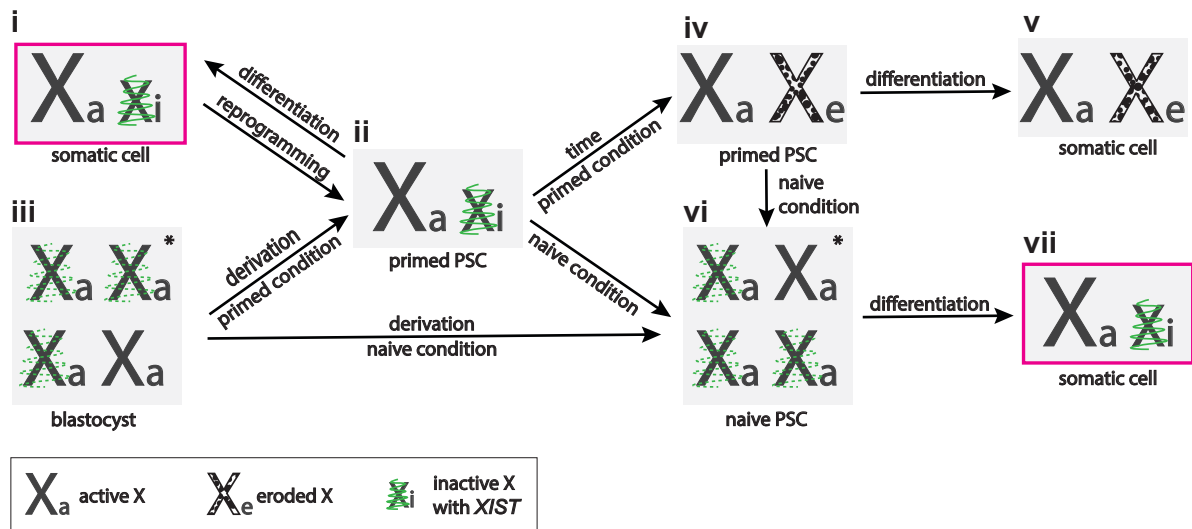 i
Xa Xi
somatic cell
differentiation
reprogramming
ii
Xa Xi
primed PSC
iii
Xa Xa *
Xa Xa
blastocyst
derivation
primed condition
derivation
naive condition
time
primed condition
naive condition
iv
Xa Xe
primed PSC
differentiation
v
Xa Xe
somatic cell
naive
condition
vi
Xa Xa *
Xa Xa
naive PSC
differentiation
vii
Xa Xi
somatic cell
Xa active X
Xe eroded X
Xi inactive X
with XIST